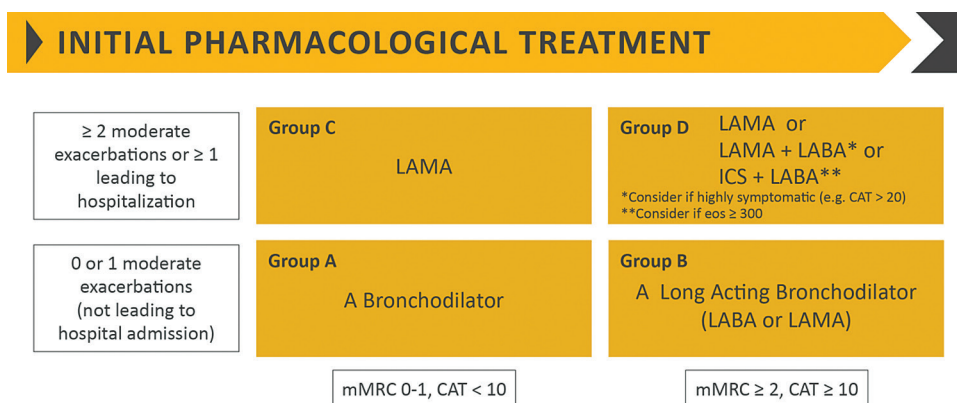 INITIAL PHARMACOLOGICAL TREATMENT
≥ 2 moderate
exacerbations or ≥ 1
leading to
hospitalization
Group C
LAMA
Group D
LAMA or
LAMA + LABA* or
ICS + LABA**
*Consider if highly symptomatic (e.g. CAT > 20)
**Consider if eos ≥ 300
0 or 1 moderate
exacerbations
(not leading to
hospital admission)
Group A
A Bronchodilator
Group B
A Long Acting Bronchodilator
(LABA or LAMA)
mMRC 0-1, CAT < 10
mMRC ≥ 2, CAT ≥ 10